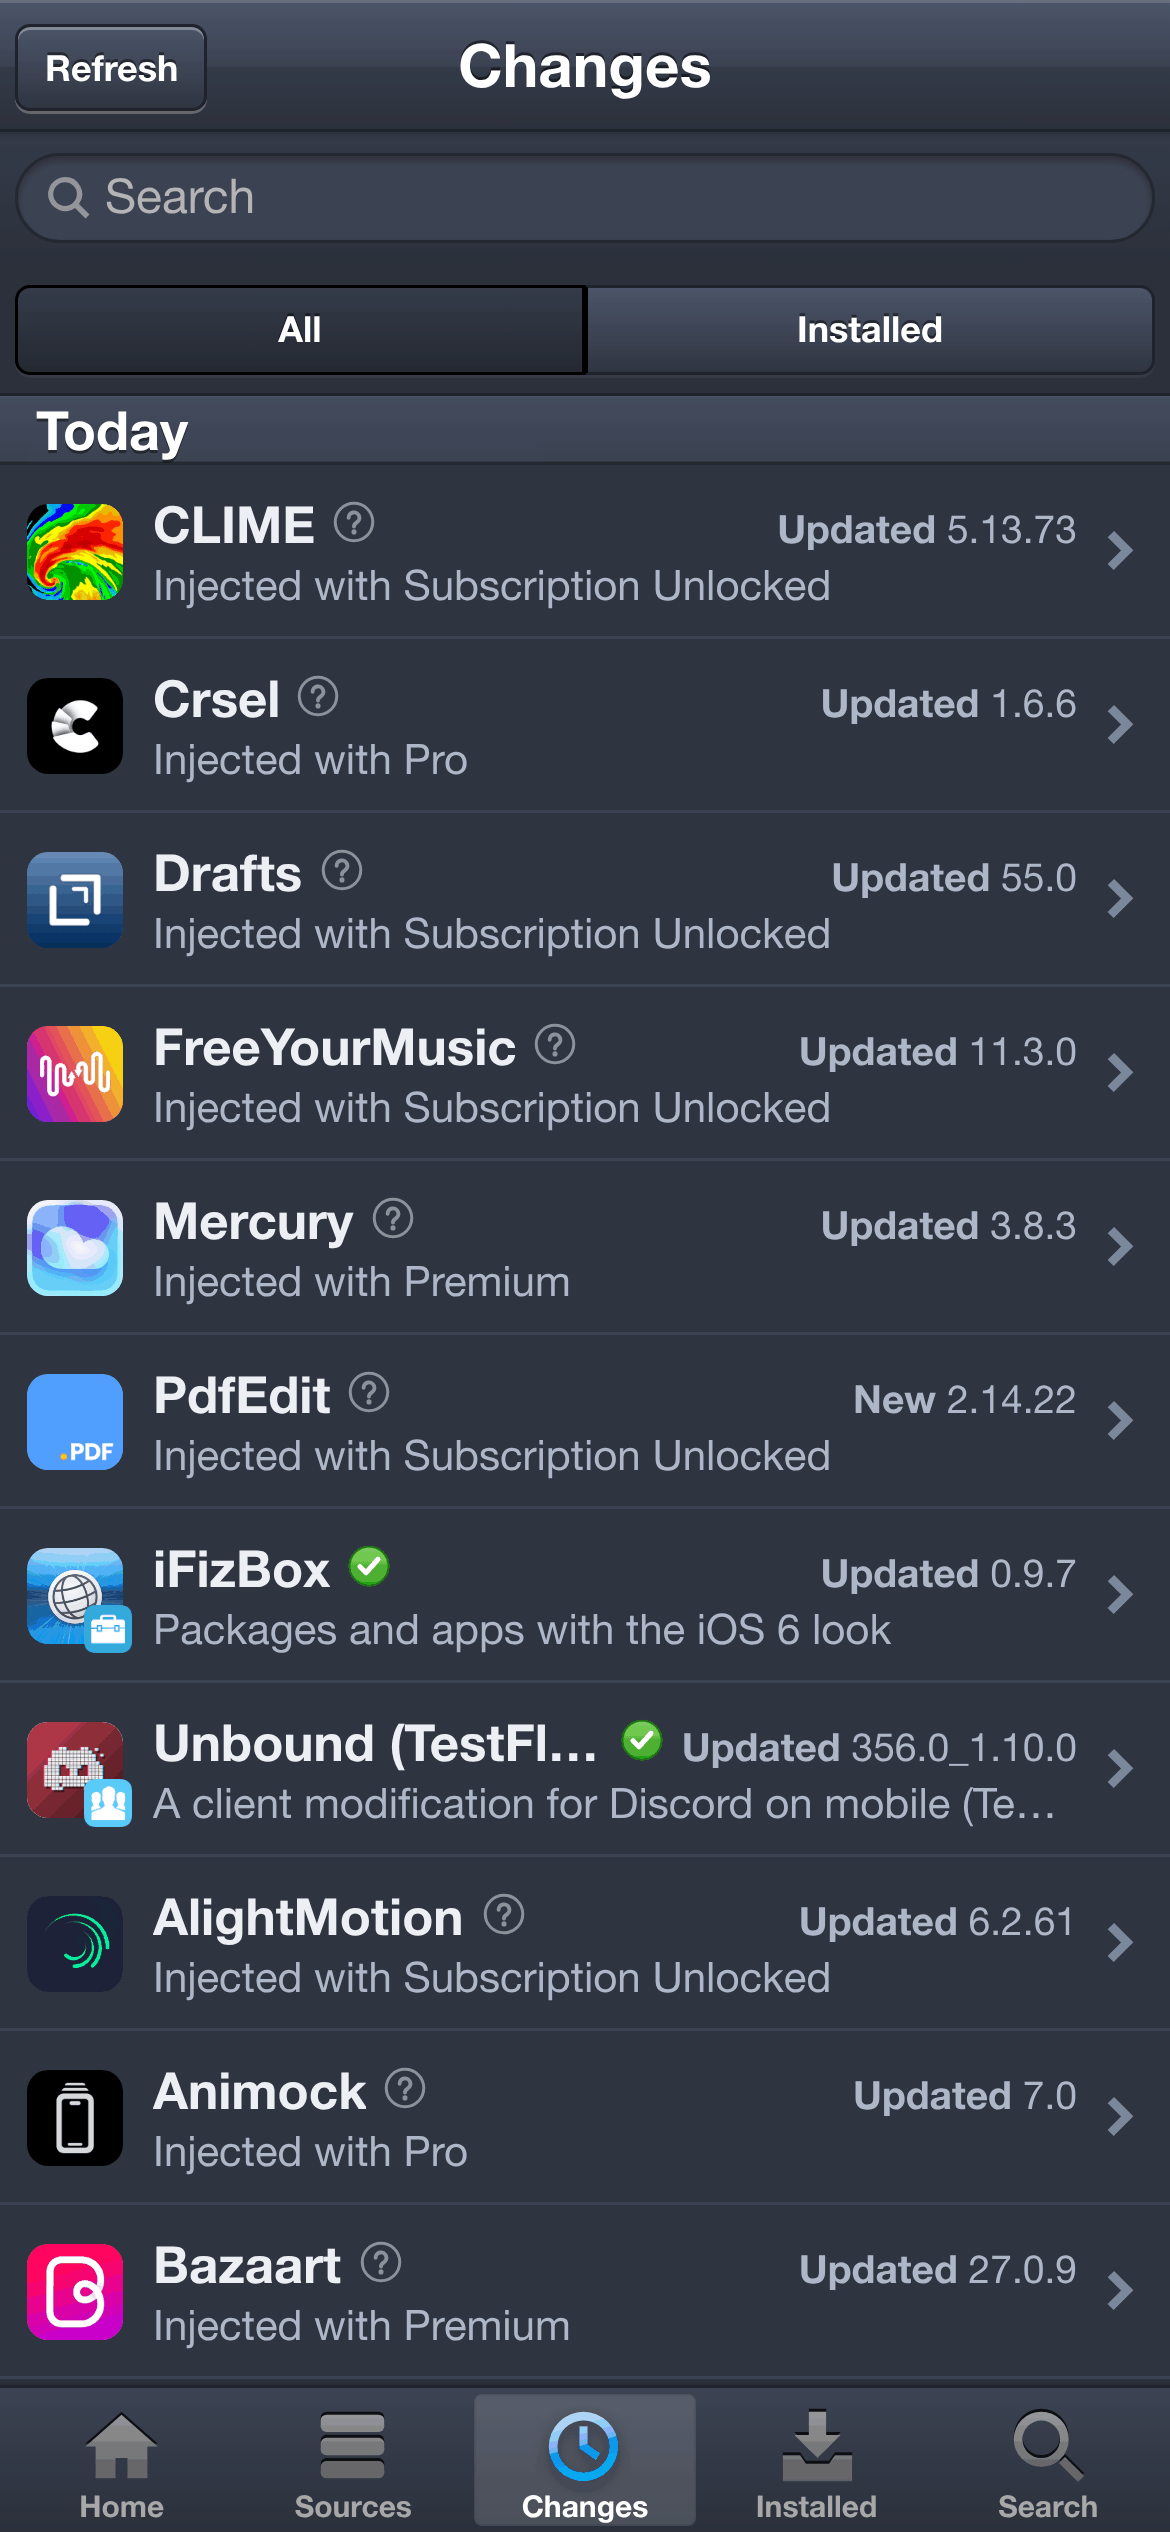 Refresh
Changes
Search
All
Installed
Today
CLIME
Updated 5.13.73
Injected with Subscription Unlocked
Crsel
Updated 1.6.6
Injected with Pro
Drafts
Updated 55.0
Injected with Subscription Unlocked
FreeYourMusic
Updated 11.3.0
Injected with Subscription Unlocked
Mercury
Updated 3.8.3
Injected with Premium
PdfEdit
New 2.14.22
.PDF
Injected with Subscription Unlocked
iFizBox
Updated 0.9.7
Packages and apps with the iOS 6 look
Unbound (TestFl...
Updated 356.0_1.10.0
A client modification for Discord on mobile (Te...
AlightMotion
Updated 6.2.61
Injected with Subscription Unlocked
Animock
Updated 7.0
Injected with Pro
Bazaart
Updated 27.0.9
Injected with Premium
Home
Sources
Changes
Installed
Search